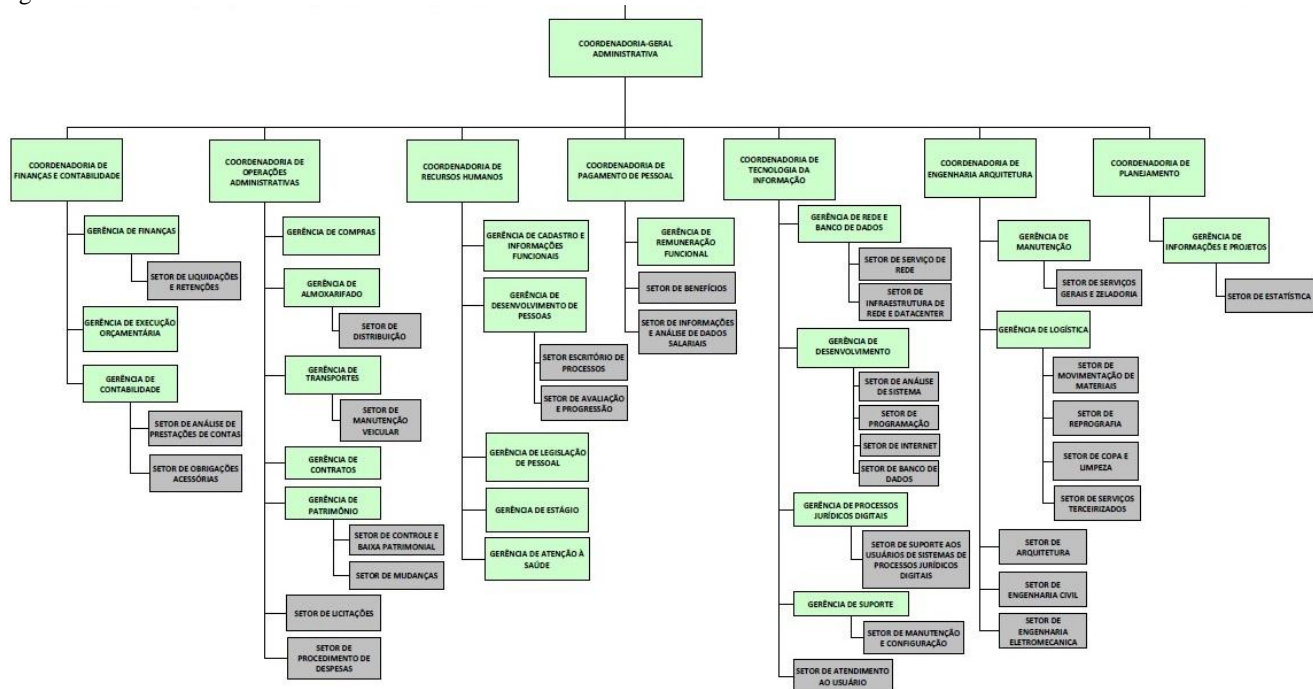 COORDENADORIA-GERAL
ADMINISTRATIVA
COORDENADORIA DE
FINANÇAS E CONTABILIDADE
GERÊNCIA DE FINANÇAS
SETOR DE LIQUIDAÇÕES
E RETENÇÕES
GERÊNCIA DE EXECUÇÃO
ORÇAMENTÁRIA
GERÊNCIA DE
CONTABILIDADE
SETOR DE ANÁLISE DE
PRESTAÇÕES DE CONTAS
SETOR DE OBRIGAÇÕES
ACESSÓRIAS
COORDENADORIA DE
OPERAÇÕES
ADMINISTRATIVAS
GERÊNCIA DE COMPRAS
GERÊNCIA DE
ALMOXARIFADO
SETOR DE
DISTRIBUIÇÃO
GERÊNCIA DE
TRANSPORTES
SETOR DE
MANUTENÇÃO
VEICULAR
GERÊNCIA DE
CONTRATOS
GERÊNCIA DE
PATRIMÔNIO
SETOR DE CONTROLE E
BAIXA PATRIMONIAL
SETOR DE MUDANÇAS
SETOR DE LICITAÇÕES
SETOR DE
PROCEDIMENTO DE
DESPESAS
COORDENADORIA DE
RECURSOS HUMANOS
GERÊNCIA DE CADASTRO E
INFORMAÇÕES
FUNCIONAIS
GERÊNCIA DE
DESENVOLVIMENTO DE
PESSOAS
SETOR ESCRITÓRIO DE
PROCESSOS
SETOR DE AVALIAÇÃO
E PROGRESSÃO
GERÊNCIA DE LEGISLAÇÃO
DE PESSOAL
GERÊNCIA DE ESTÁGIO
GERÊNCIA DE ATENÇÃO À
SAÚDE
COORDENADORIA DE
PAGAMENTO DE PESSOAL
GERÊNCIA DE
REMUNERAÇÃO
FUNCIONAL
SETOR DE BENEFÍCIOS
SETOR DE INFORMAÇÕES
E ANÁLISE DE DADOS
SALARIAIS
COORDENADORIA DE
TECNOLOGIA DA
INFORMAÇÃO
GERÊNCIA DE REDE E
BANCO DE DADOS
SETOR DE SERVIÇO DE
REDE
SETOR DE
INFRAESTRUTURA DE
REDE E DATACENTER
GERÊNCIA DE
DESENVOLVIMENTO
SETOR DE ANÁLISE
DE SISTEMA
SETOR DE
PROGRAMAÇÃO
SETOR DE INTERNET
SETOR DE BANCO DE
DADOS
GERÊNCIA DE PROCESSOS
JURÍDICOS DIGITAIS
SETOR DE SUPORTE AOS
USUÁRIOS DE SISTEMAS DE
PROCESSOS JURÍDICOS
DIGITAIS
GERÊNCIA DE SUPORTE
SETOR DE MANUTENÇÃO
E CONFIGURAÇÃO
SETOR DE ATENDIMENTO
AO USUÁRIO
COORDENADORIA DE
ENGENHARIA ARQUITETURA
GERÊNCIA DE
MANUTENÇÃO
SETOR DE SERVIÇOS
GERAIS E ZELADORIA
GERÊNCIA DE LOGÍSTICA
SETOR DE
MOVIMENTAÇÃO DE
MATERIAIS
SETOR DE
REPROGRAFIA
SETOR DE COPA E
LIMPEZA
SETOR DE SERVIÇOS
TERCEIRIZADOS
SETOR DE
ARQUITETURA
SETOR DE
ENGENHARIA CIVIL
SETOR DE
ENGENHARIA
ELETROMECANICA
COORDENADORIA DE
PLANEJAMENTO
GERÊNCIA DE
INFORMAÇÕES E PROJETOS
SETOR DE ESTATÍSTICA